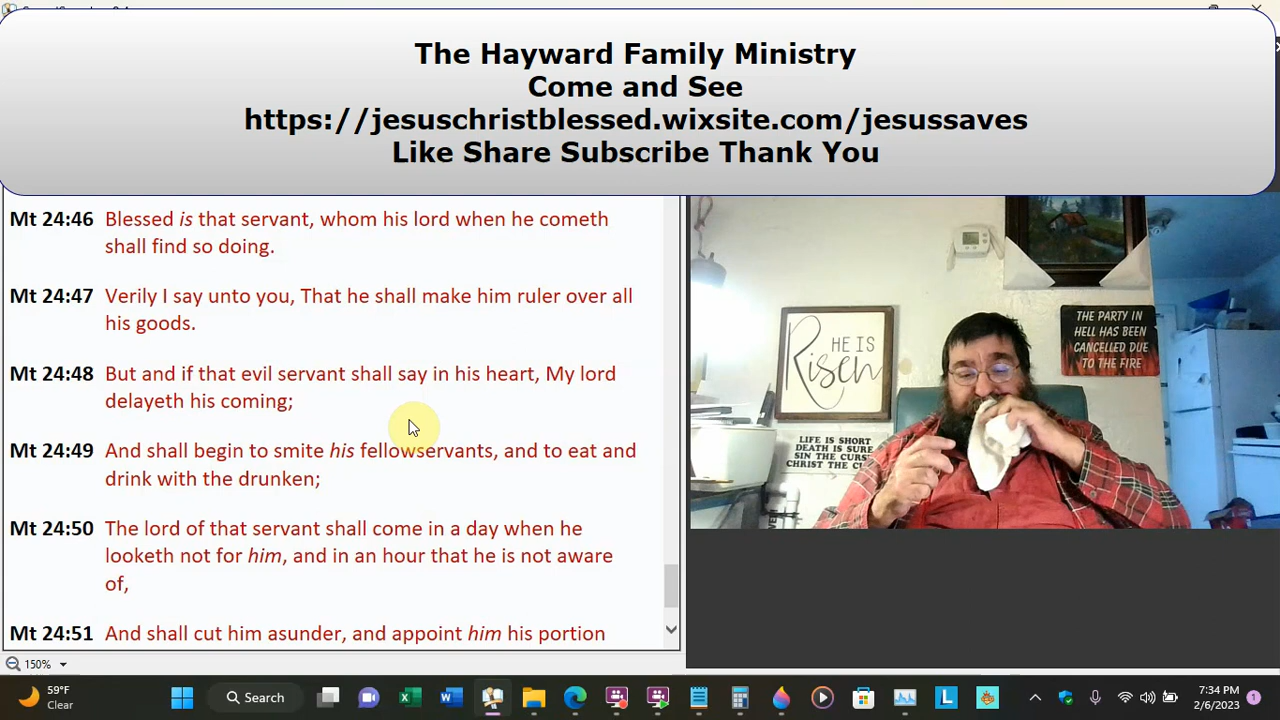 The Hayward Family Ministry
Come and See
https://jesuschristblessed.wixsite.com/jesussaves
Like Share Subscribe Thank You
Mt 24:46 Blessed is that servant, whom his lord when he cometh
shall find so doing.
Mt 24:47 Verily I say unto you, That he shall make him ruler over all
his goods.
Mt 24:48 But and if that evil servant shall say in his heart, My lord
delayeth his coming;
Mt 24:49 And shall begin to smite his fellowservants, and to eat and
drink with the drunken;
Mt 24:50 The lord of that servant shall come in a day when he
looketh not for him, and in an hour that he is not aware
of,
Mt 24:51 And shall cut him asunder, and appoint him his portion
HE IS
Risen
THE PARTY IN
HELL HAS BEEN
CANCELLED DUE
TO THE FIRE
LIFE IS SHORT
DEATH IS SURE
SIN THE
CHRIST THE
150%
59°F
Clear
Search
7:34 PM
2/6/2023
1